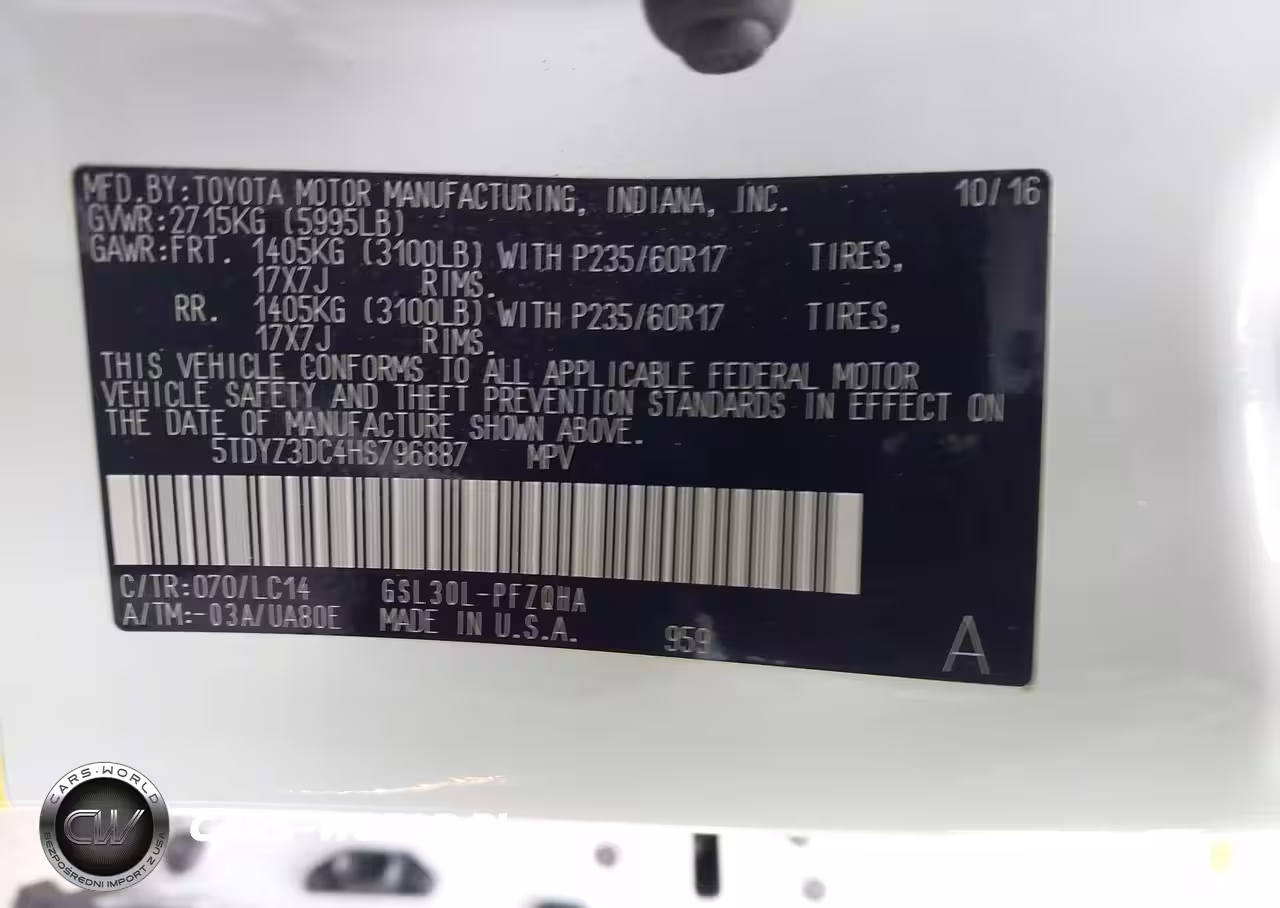 MFD.BY:TOYOTA MOTOR MANUFACTURING, INDIANA, INC. 10/16
GVWR:2715KG (5995LB)
GAWR:FRT. 1405KG (3100LB) WITH P235/60R17 TIRES,
17X7J RIMS.
RR. 1405KG (3100LB) WITH P235/60R17 TIRES,
17X7J RIMS.
THIS VEHICLE CONFORMS TO ALL APPLICABLE FEDERAL MOTOR
VEHICLE SAFETY AND THEFT PREVENTION STANDARDS IN EFFECT ON
THE DATE OF MANUFACTURE SHOWN ABOVE.
5TDYZ3DC4HS796887 MPV
C/TR:070/LC14 GSL30L-PFZQHA
A/TM:-03A/UA80E MADE IN U.S.A. 959 A
CARS-WORLD
CW
BEZPOŚREDNI IMPORT Z USA